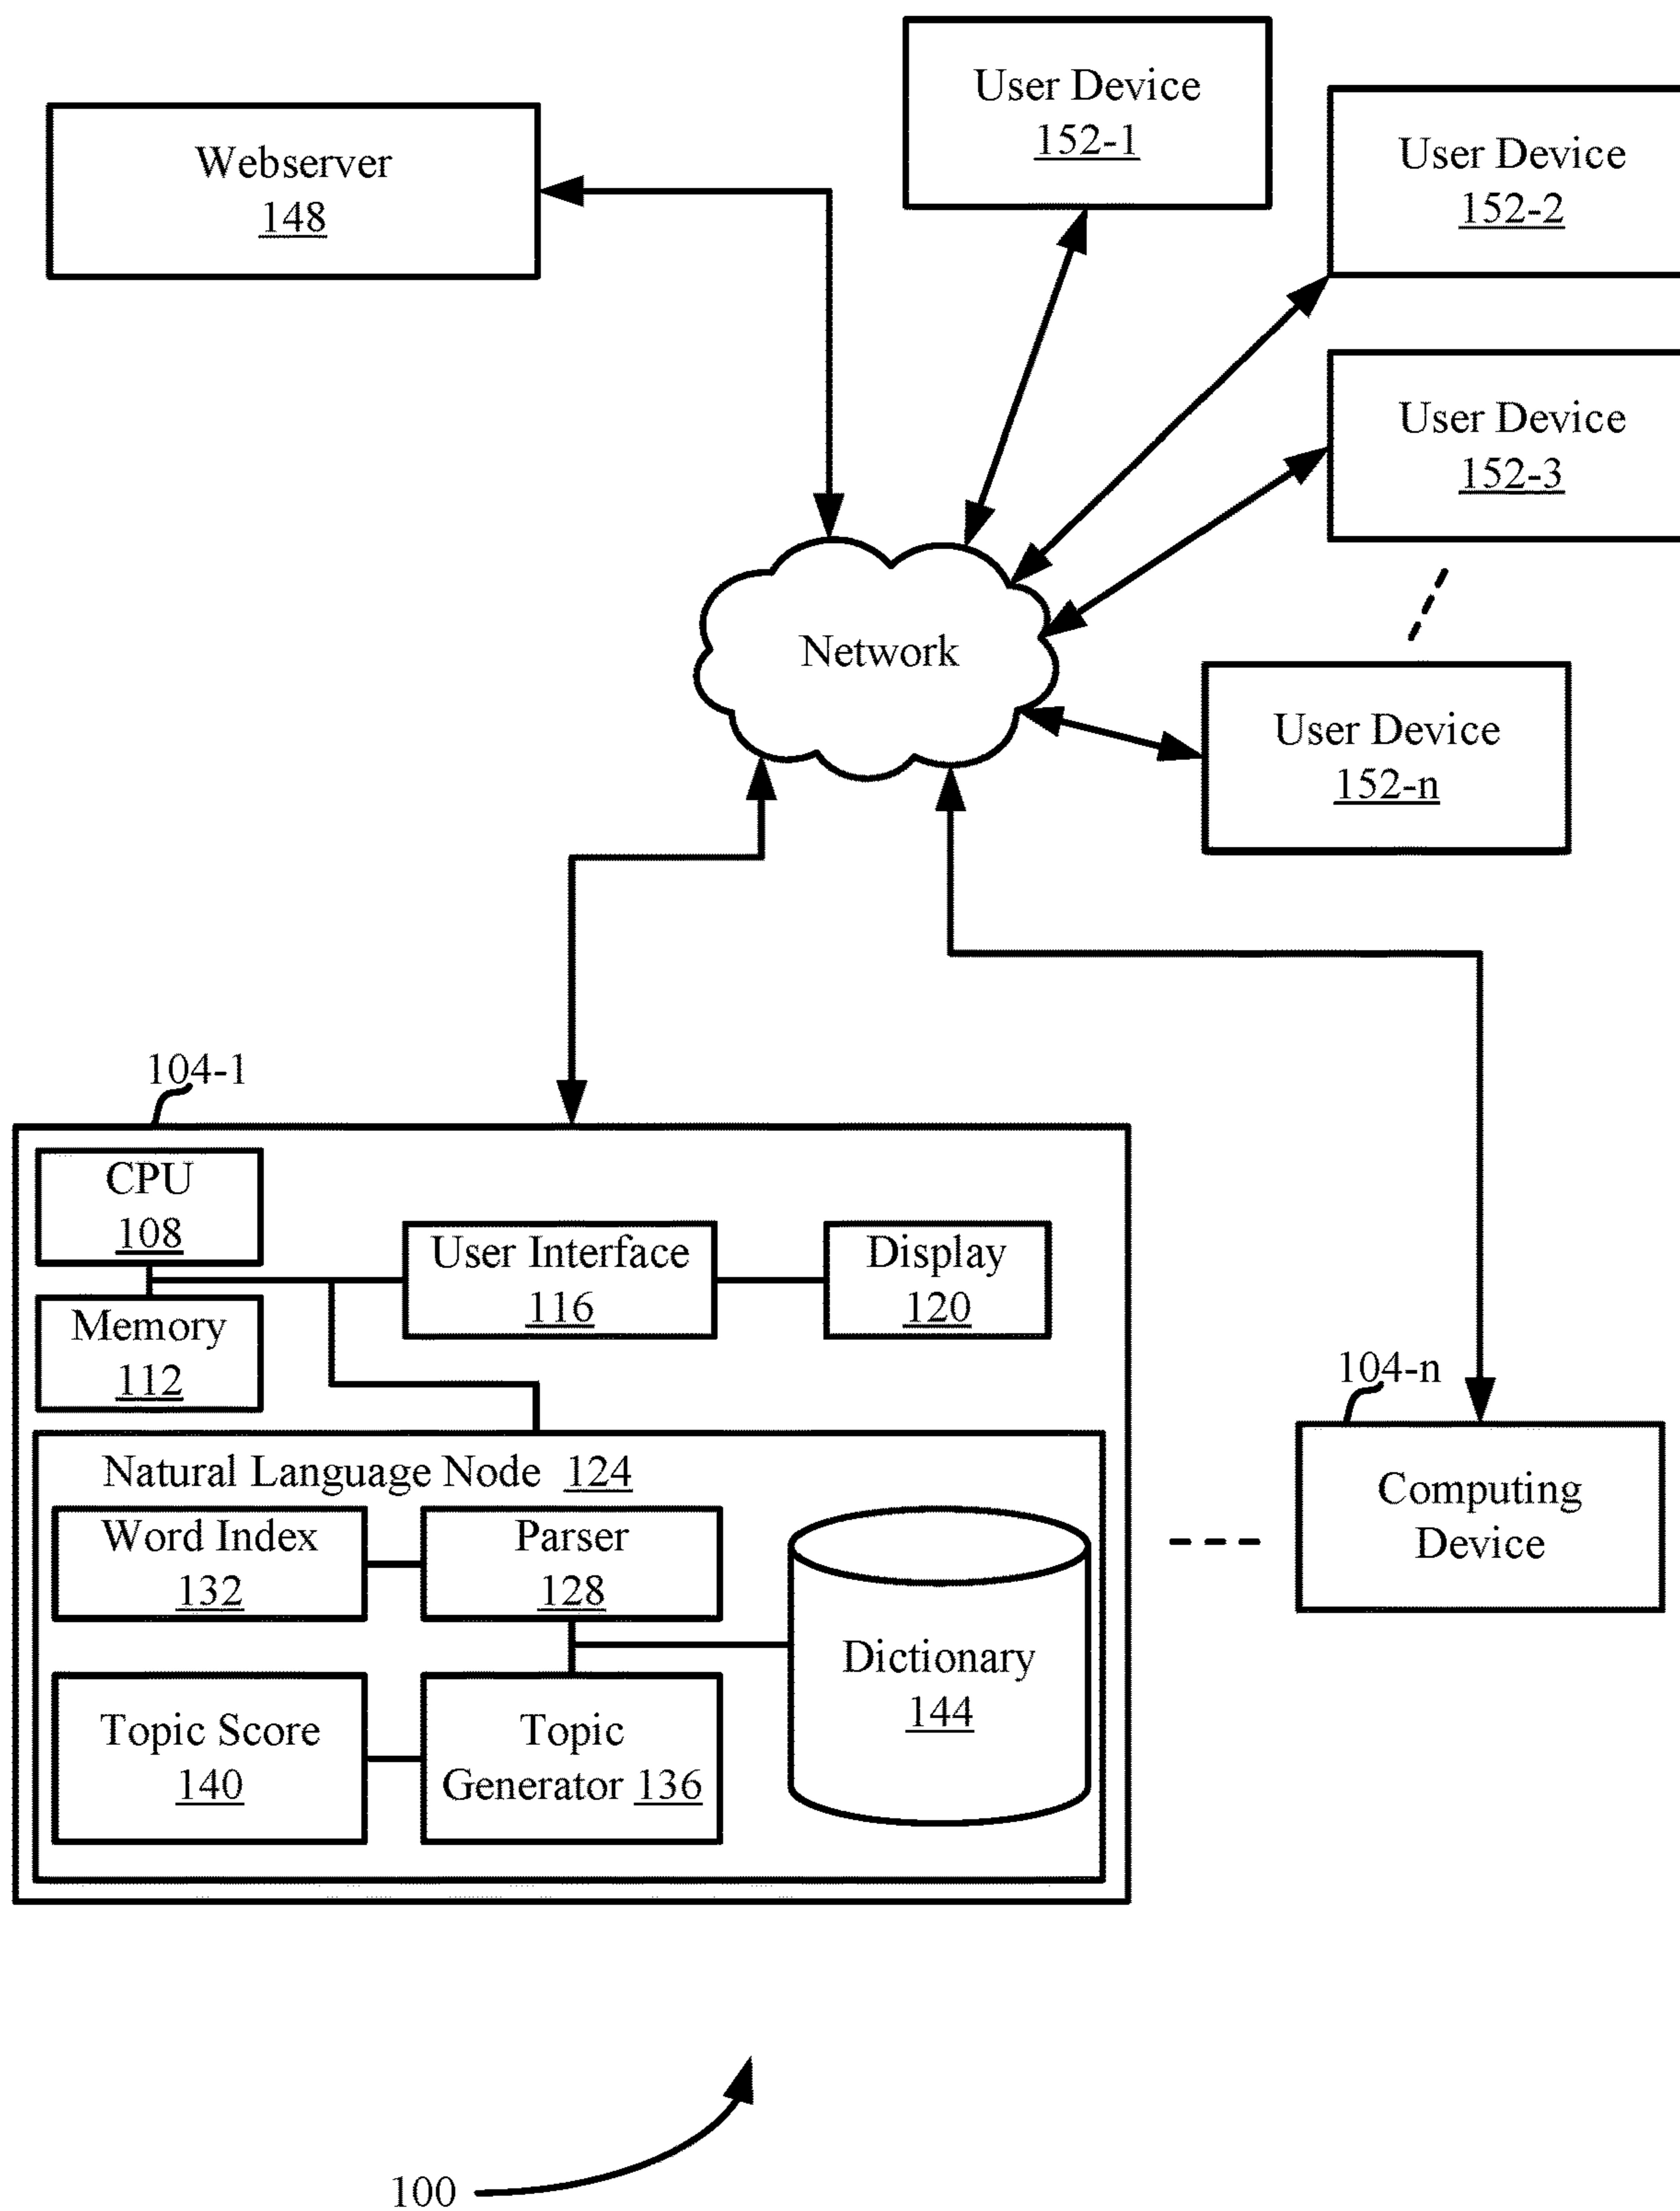 User Device
152-1
Webserver
148
User Device
152-2
User Device
152-3
Network
User Device
152-n
104-1
CPU
108
User Interface
116
Display
120
Memory
112
104-n
Computing
Device
Natural Language Node 124
Word Index
132
Parser
128
Dictionary
144
Topic Score
140
Topic
Generator 136
100